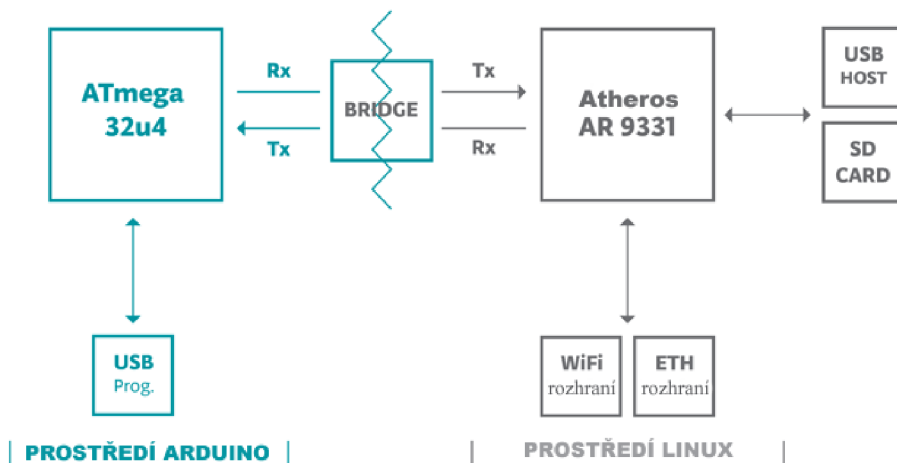 ATmega
32u4
Rx
Tx
BRIDGE
Tx
Rx
Atheros
AR 9331
USB
HOST
SD
CARD
USB
Prog.
WiFi
rozhraní
ETH
rozhraní
| PROSTŘEDÍ ARDUINO |
| PROSTŘEDÍ LINUX |